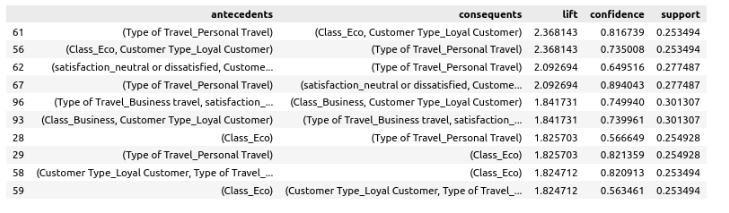 antecedents consequents lift confidence support
61 (Type of Travel_Personal Travel) (Class_Eco, Customer Type_Loyal Customer) 2.368143 0.816739 0.253494
56 (Class_Eco, Customer Type_Loyal Customer) (Type of Travel_Personal Travel) 2.368143 0.735008 0.253494
62 (satisfaction_neutral or dissatisfied, Custome... (Type of Travel_Personal Travel) 2.092694 0.649516 0.277487
67 (Type of Travel_Personal Travel) (satisfaction_neutral or dissatisfied, Custome... 2.092694 0.894043 0.277487
96 (Type of Travel_Business travel, satisfaction_... (Class_Business, Customer Type_Loyal Customer) 1.841731 0.749940 0.301307
93 (Class_Business, Customer Type_Loyal Customer) (Type of Travel_Business travel, satisfaction_... 1.841731 0.739961 0.301307
28 (Class_Eco) (Type of Travel_Personal Travel) 1.825703 0.566649 0.254928
29 (Type of Travel_Personal Travel) (Class_Eco) 1.825703 0.821359 0.254928
58 (Customer Type_Loyal Customer, Type of Travel_... (Class_Eco) 1.824712 0.820913 0.253494
59 (Class_Eco) (Customer Type_Loyal Customer, Type of Travel_... 1.824712 0.563461 0.253494